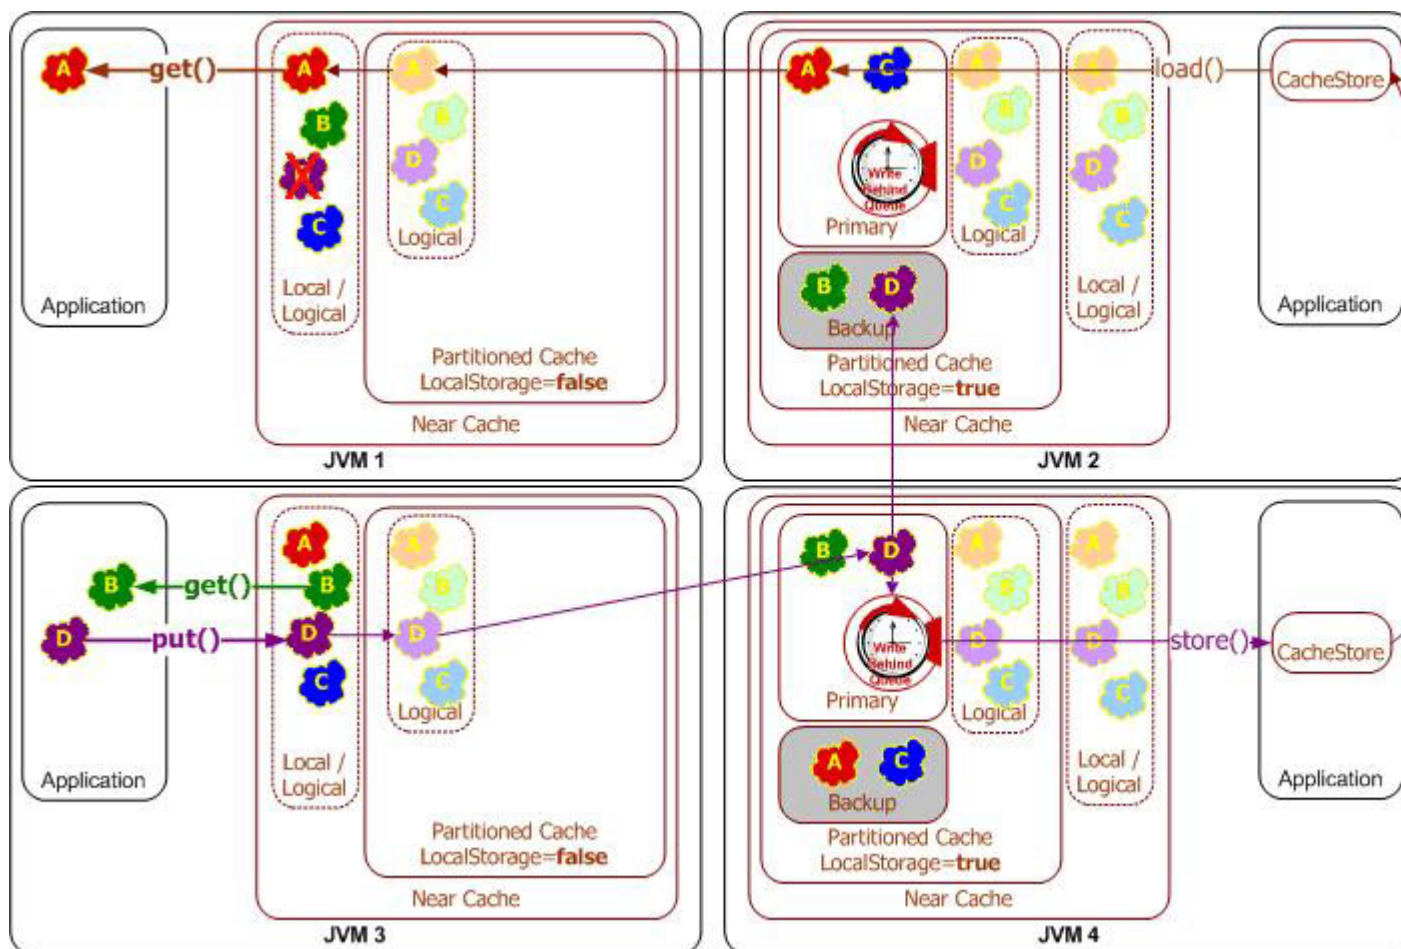 A
get()
A
B
X
C
Local /
Logical
A
B
D
C
Logical
Application
Partitioned Cache
LocalStorage=false
Near Cache
JVM 1
A
C
Write
Behind
Queue
Primary
A
B
D
C
Logical
A
B
D
C
Local /
Logical
load()
CacheStore
B
D
Backup
Partitioned Cache
LocalStorage=true
Near Cache
Application
JVM 2
B
get()
D
put()
A
B
D
C
Local /
Logical
A
B
D
C
Logical
Application
Partitioned Cache
LocalStorage=false
Near Cache
JVM 3
B
D
Write
Behind
Queue
Primary
A
B
D
C
Logical
A
B
D
C
Local /
Logical
store()
CacheStore
A
C
Backup
Partitioned Cache
LocalStorage=true
Near Cache
Application
JVM 4